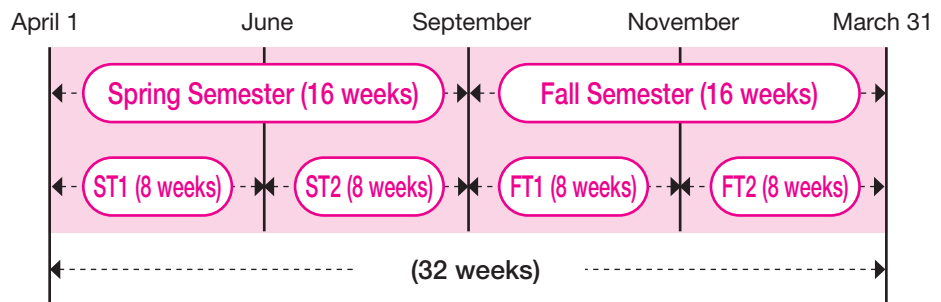 April 1 June September November March 31
Spring Semester (16 weeks) Fall Semester (16 weeks)
ST1 (8 weeks) ST2 (8 weeks) FT1 (8 weeks) FT2 (8 weeks)
(32 weeks)